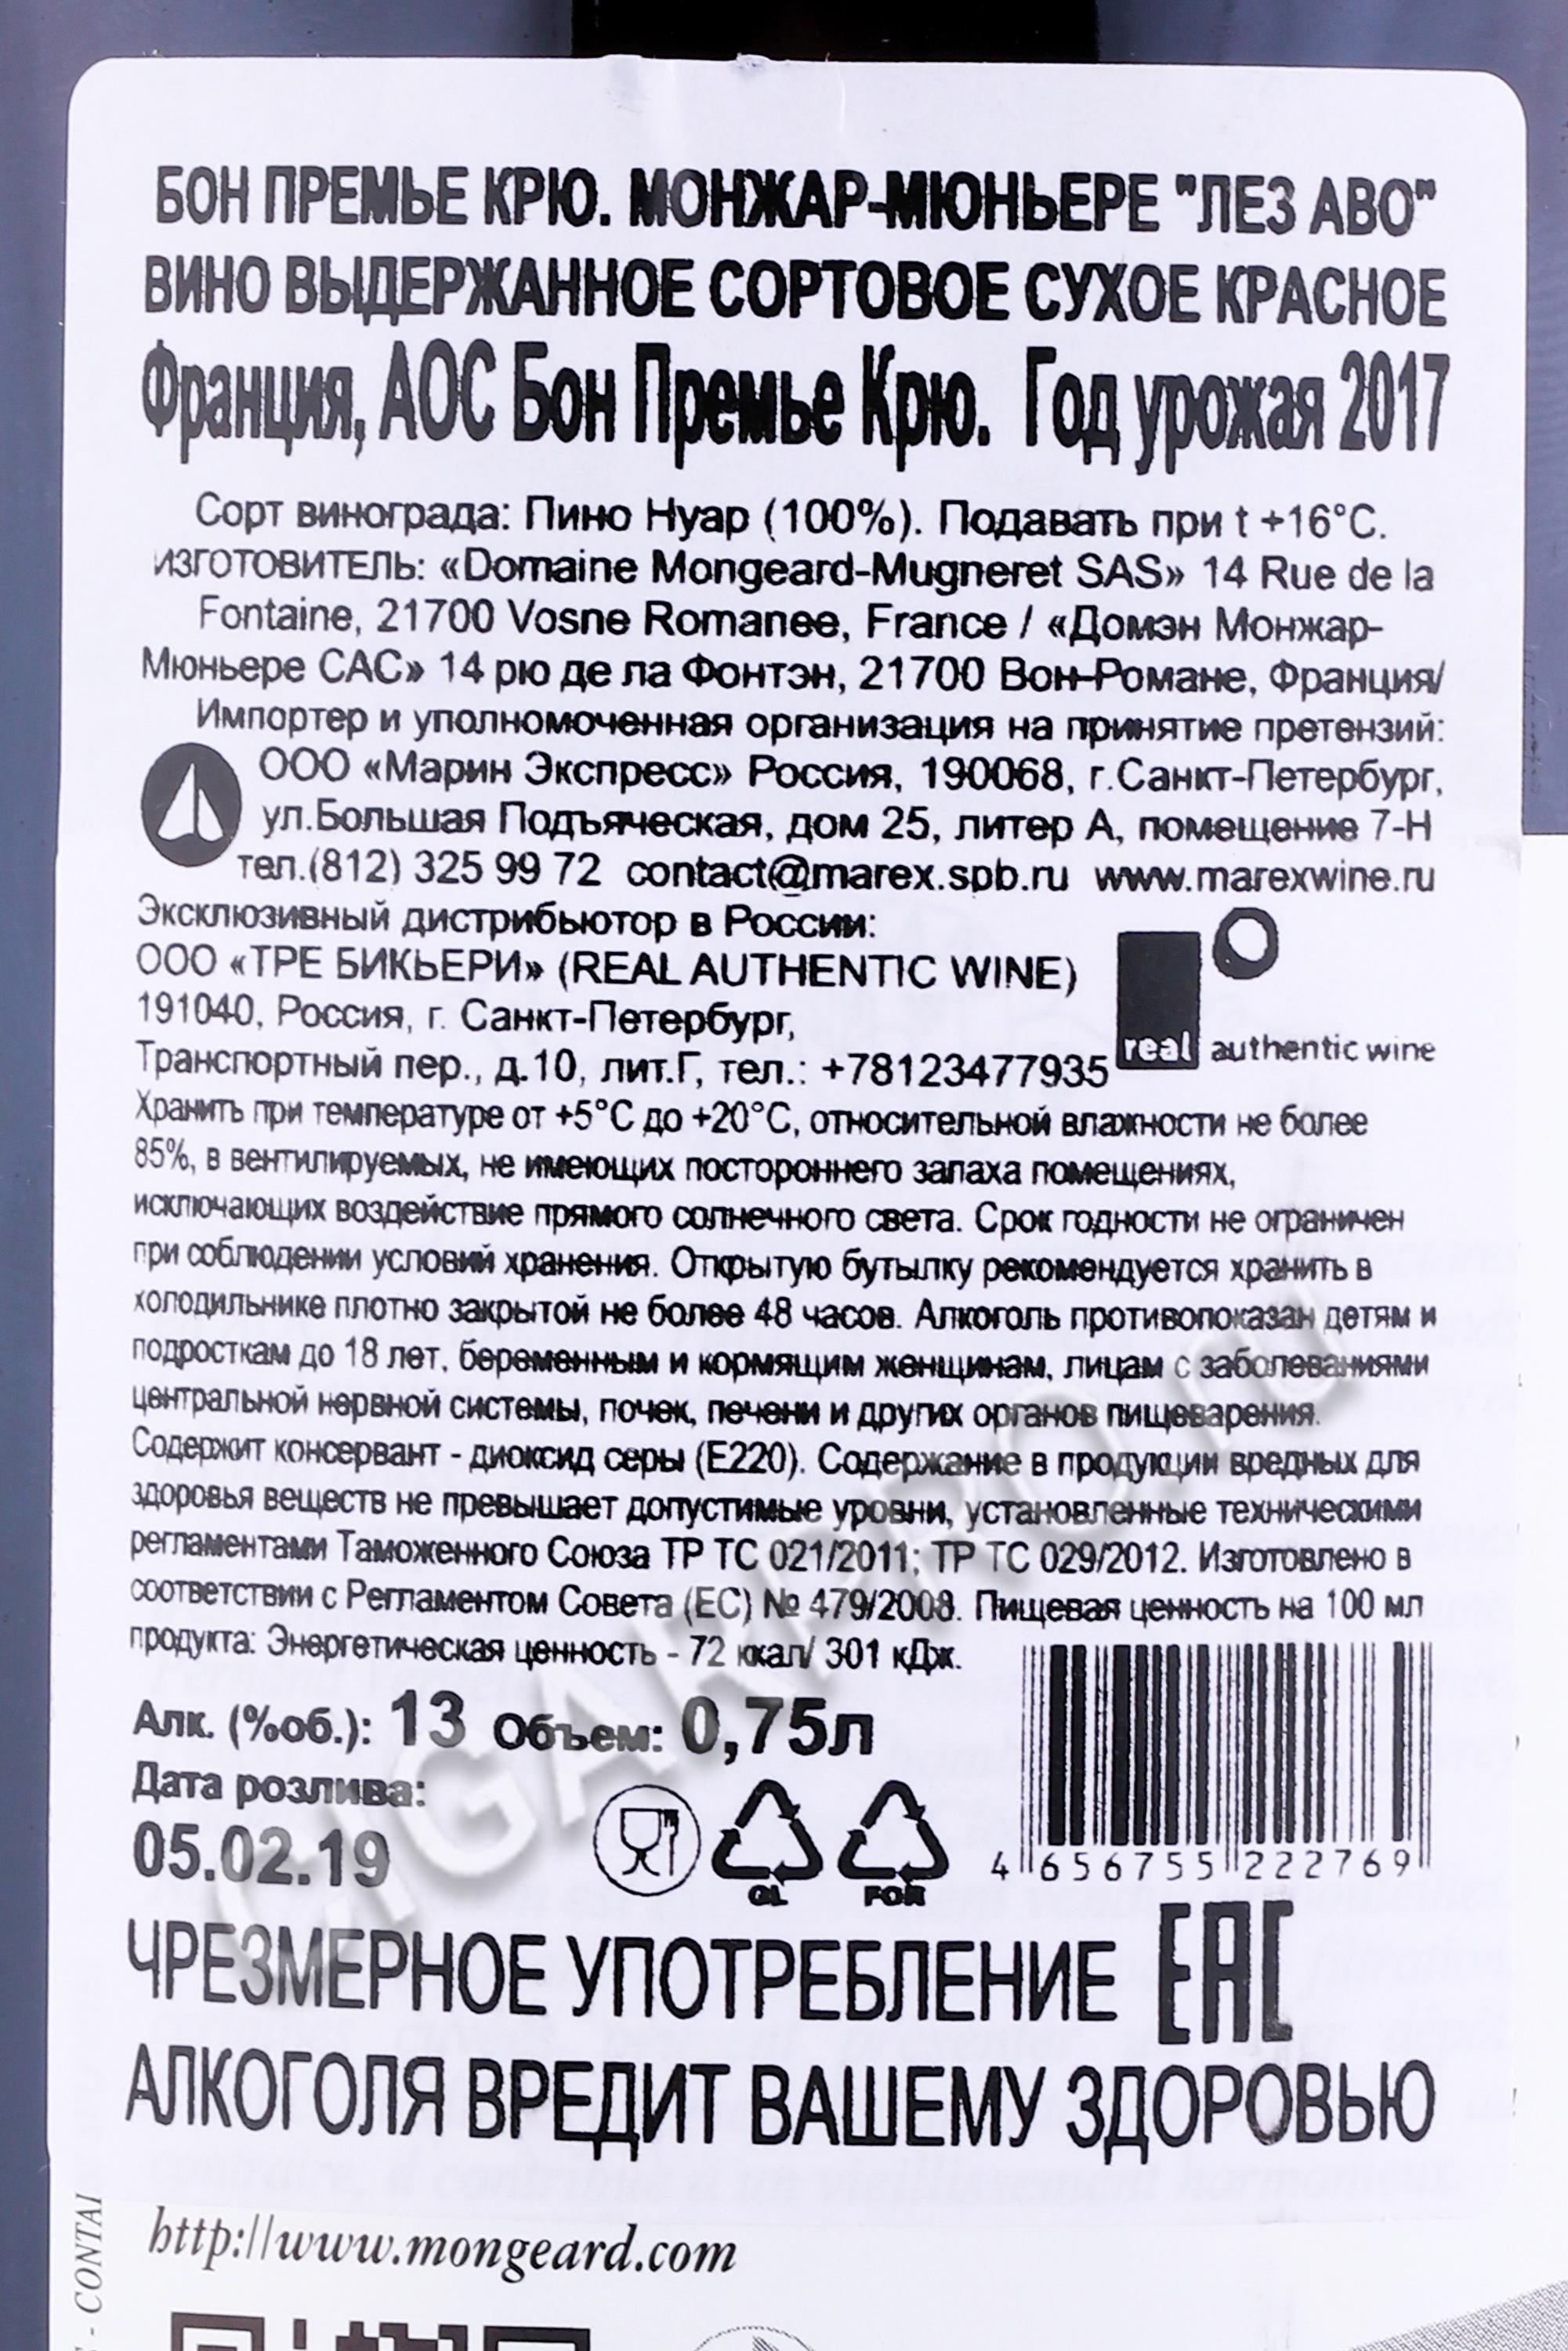 БОН ПРЕМЬЕ КРЮ. МОНЖАР-МЮНЬЕРЕ "ЛЕЗ АВО"
ВИНО ВЫДЕРЖАННОЕ СОРТОВОЕ СУХОЕ КРАСНОЕ
Франция, АОС Бон Премье Крю. Год урожая 2017
Сорт винограда: Пино Нуар (100%). Подавать при t +16°C.
ИЗГОТОВИТЕЛЬ: «Domaine Mongeard-Mugneret SAS» 14 Rue de la
Fontaine, 21700 Vosne Romanee, France / «Домэн Монжар-
Мюньере САС» 14 рю де ла Фонтэн, 21700 Вон-Романе, Франция/
Импортер и уполномоченная организация на принятие претензий:
ООО «Марин Экспресс» Россия, 190068, г.Санкт-Петербург,
ул.Большая Подъяческая, дом 25, литер А, помещение 7-Н
тел.(812) 325 99 72 contact@marex.spb.ru www.marexwine.ru
Эксклюзивный дистрибьютор в России:
ООО «ТРЕ БИКЬЕРИ» (REAL AUTHENTIC WINE)
191040, Россия, г. Санкт-Петербург,
Транспортный пер., д.10, лит.Г, тел.: +78123477935
real authentic wine
Хранить при температуре от +5°C до +20°C, относительной влажности не более
85%, в вентилируемых, не имеющих постороннего запаха помещениях,
исключающих воздействие прямого солнечного света. Срок годности не ограничен
при соблюдении условий хранения. Открытую бутылку рекомендуется хранить в
холодильнике плотно закрытой не более 48 часов. Алкоголь противопоказан детям и
подросткам до 18 лет, беременным и кормящим женщинам, лицам с заболеваниями
центральной нервной системы, почек, печени и других органов пищеварения.
Содержит консервант - диоксид серы (Е220). Содержание в продукции вредных для
здоровья веществ не превышает допустимые уровни, установленные техническими
регламентами Таможенного Союза ТР ТС 021/2011; ТР ТС 029/2012. Изготовлено в
соответствии с Регламентом Совета (ЕС) № 479/2008. Пищевая ценность на 100 мл
продукта: Энергетическая ценность - 72 ккал/ 301 кДж.
Алк. (%об.): 13 Объем: 0,75л
Дата розлива:
05.02.19
GL FOR
4 656755 222769
CIGARPRO.ru
ЧРЕЗМЕРНОЕ УПОТРЕБЛЕНИЕ EAC
АЛКОГОЛЯ ВРЕДИТ ВАШЕМУ ЗДОРОВЬЮ
http://www.mongeard.com
- CONTAI